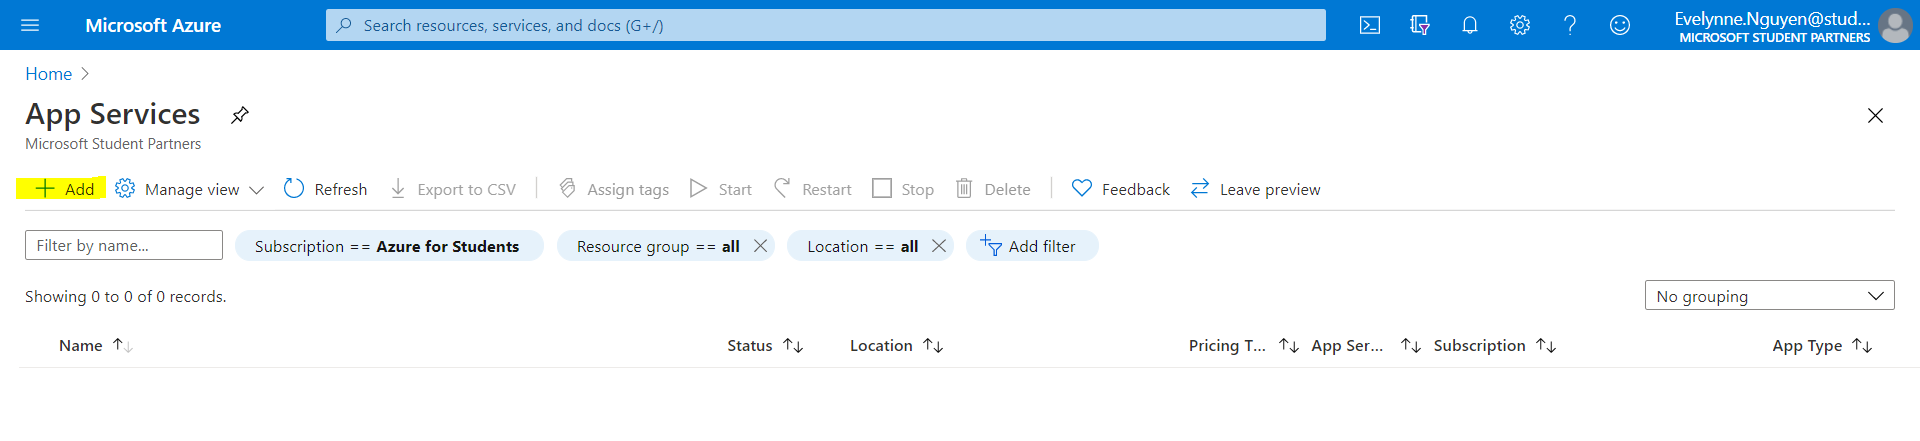 Microsoft Azure Search resources, services, and docs (G+/) Evelynne.Nguyen@stud...
MICROSOFT STUDENT PARTNERS
Home
App Services
Microsoft Student Partners
Add Manage view Refresh Export to CSV Assign tags Start Restart Stop Delete Feedback Leave preview
Filter by name... Subscription == Azure for Students Resource group == all Location == all Add filter
Showing 0 to 0 of 0 records. No grouping
Name Status Location Pricing T... App Ser... Subscription App Type